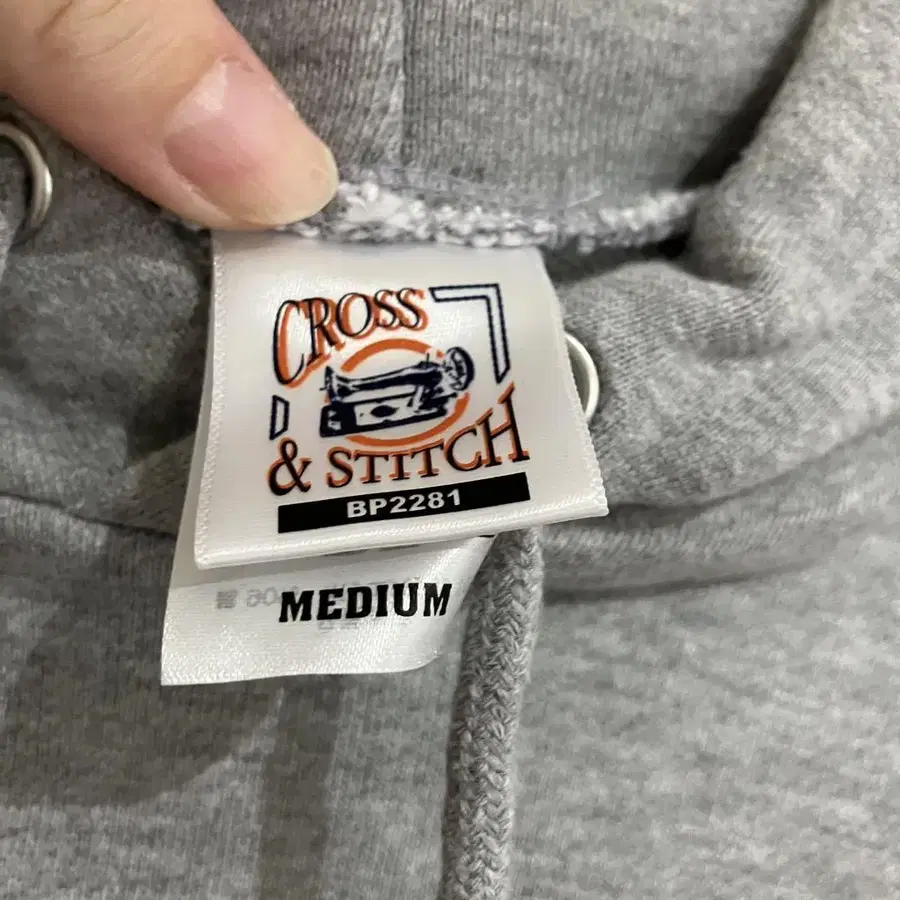 CROSS
& STITCH
BP2281
MEDIUM